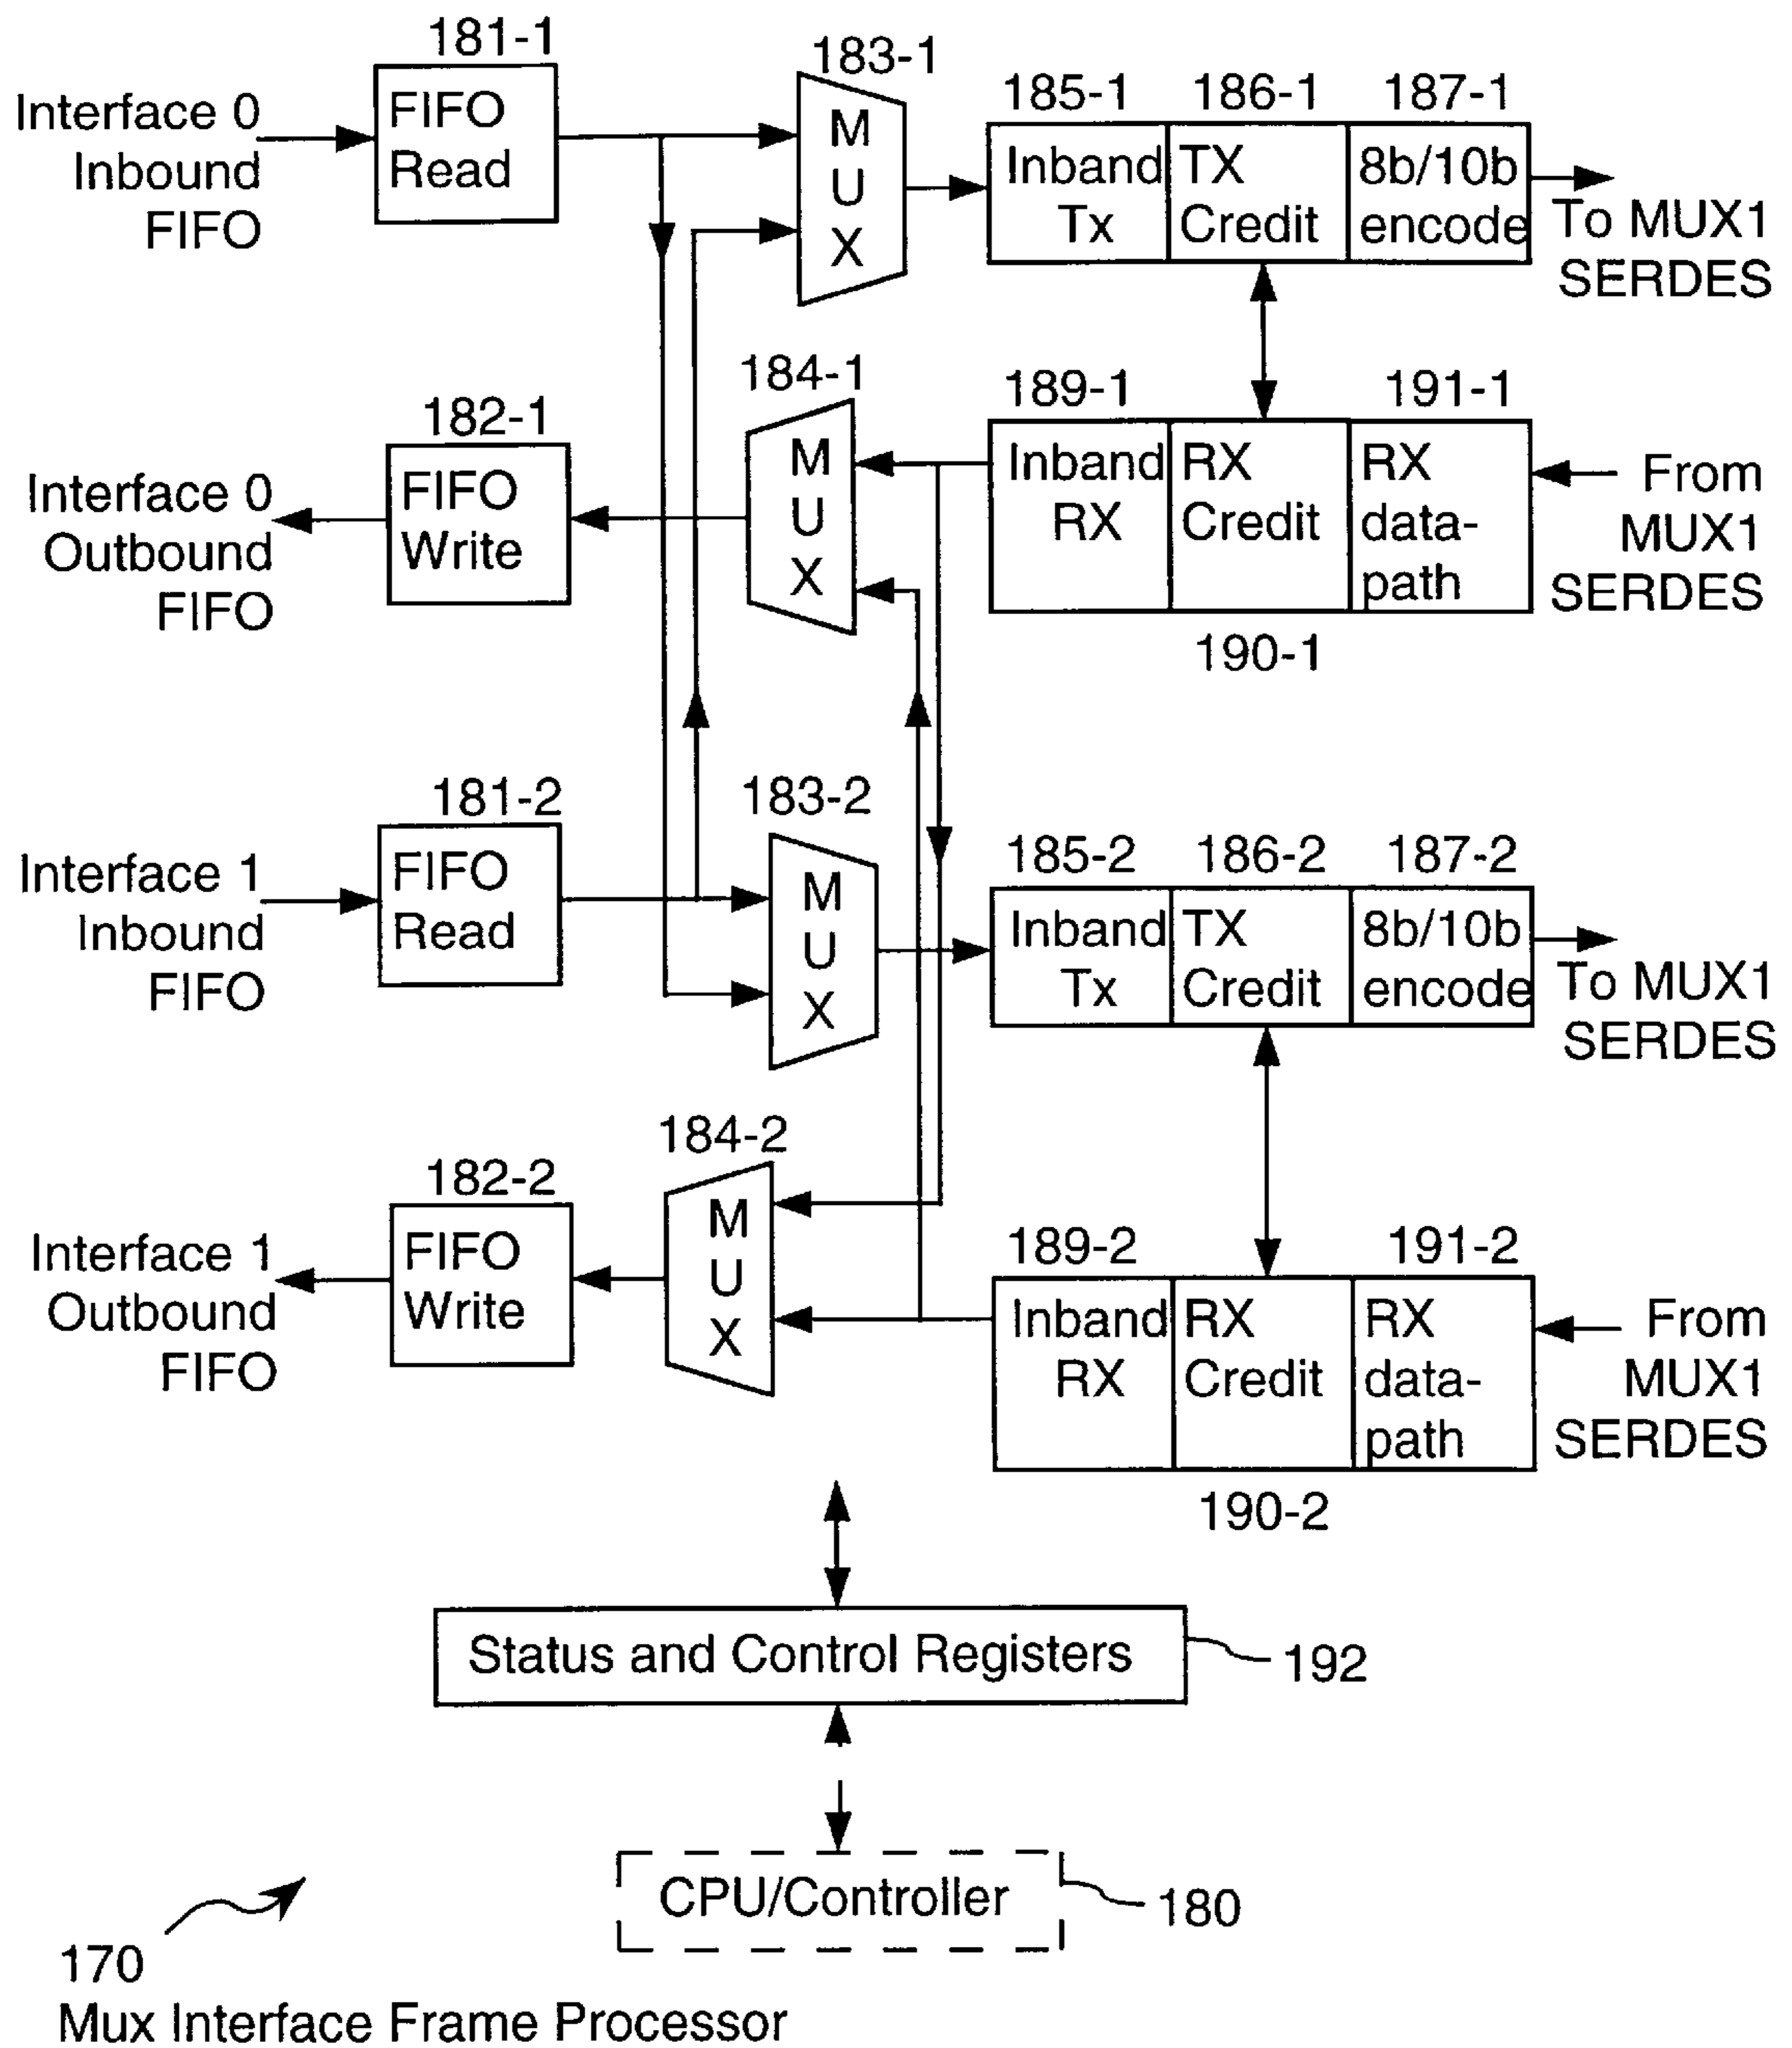 181-1
183-1
Interface 0
Inbound
FIFO
FIFO
Read
M
U
X
185-1
186-1
187-1
Inband
Tx
TX
Credit
8b/10b
encode
To MUX1
SERDES
184-1
182-1
Interface 0
Outbound
FIFO
FIFO
Write
M
U
X
189-1
191-1
Inband
RX
RX
Credit
RX
data-
path
From
MUX1
SERDES
190-1
181-2
183-2
Interface 1
Inbound
FIFO
FIFO
Read
M
U
X
185-2
186-2
187-2
Inband
Tx
TX
Credit
8b/10b
encode
To MUX1
SERDES
184-2
182-2
Interface 1
Outbound
FIFO
FIFO
Write
M
U
X
189-2
191-2
Inband
RX
RX
Credit
RX
data-
path
From
MUX1
SERDES
190-2
Status and Control Registers
192
CPU/Controller
180
170
Mux Interface Frame Processor